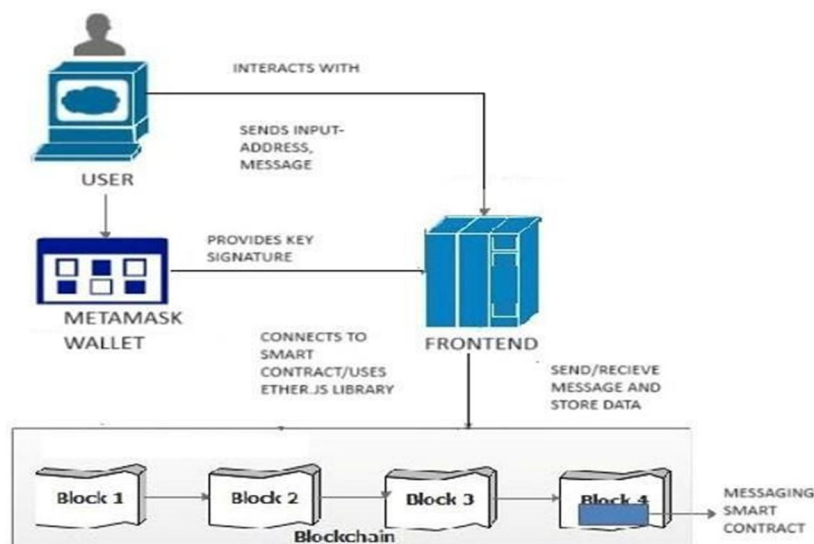 INTERACTS WITH
SENDS INPUT-
ADDRESS,
MESSAGE
USER
PROVIDES KEY
SIGNATURE
METAMASK
WALLET
FRONTEND
CONNECTS TO
SMART
CONTRACT/USES
ETHER.JS LIBRARY
SEND/RECIEVE
MESSAGE AND
STORE DATA
Block 1
Block 2
Block 3
Block 4
Blockchain
MESSAGING
SMART
CONTRACT